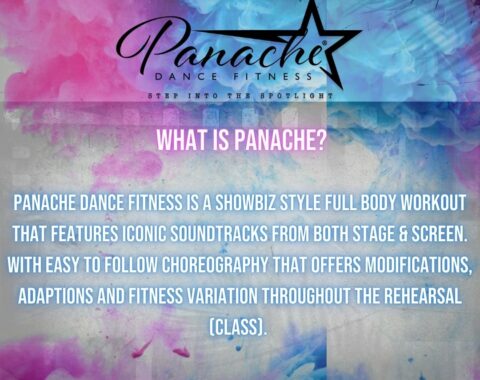 Panache®
DANCE FITNESS
STEP INTO THE SPOTLIGHT
WHAT IS PANACHE?
PANACHE DANCE FITNESS IS A SHOWBIZ STYLE FULL BODY WORKOUT
THAT FEATURES ICONIC SOUNDTRACKS FROM BOTH STAGE & SCREEN.
WITH EASY TO FOLLOW CHOREOGRAPHY THAT OFFERS MODIFICATIONS,
ADAPTIONS AND FITNESS VARIATION THROUGHOUT THE REHEARSAL
(CLASS).